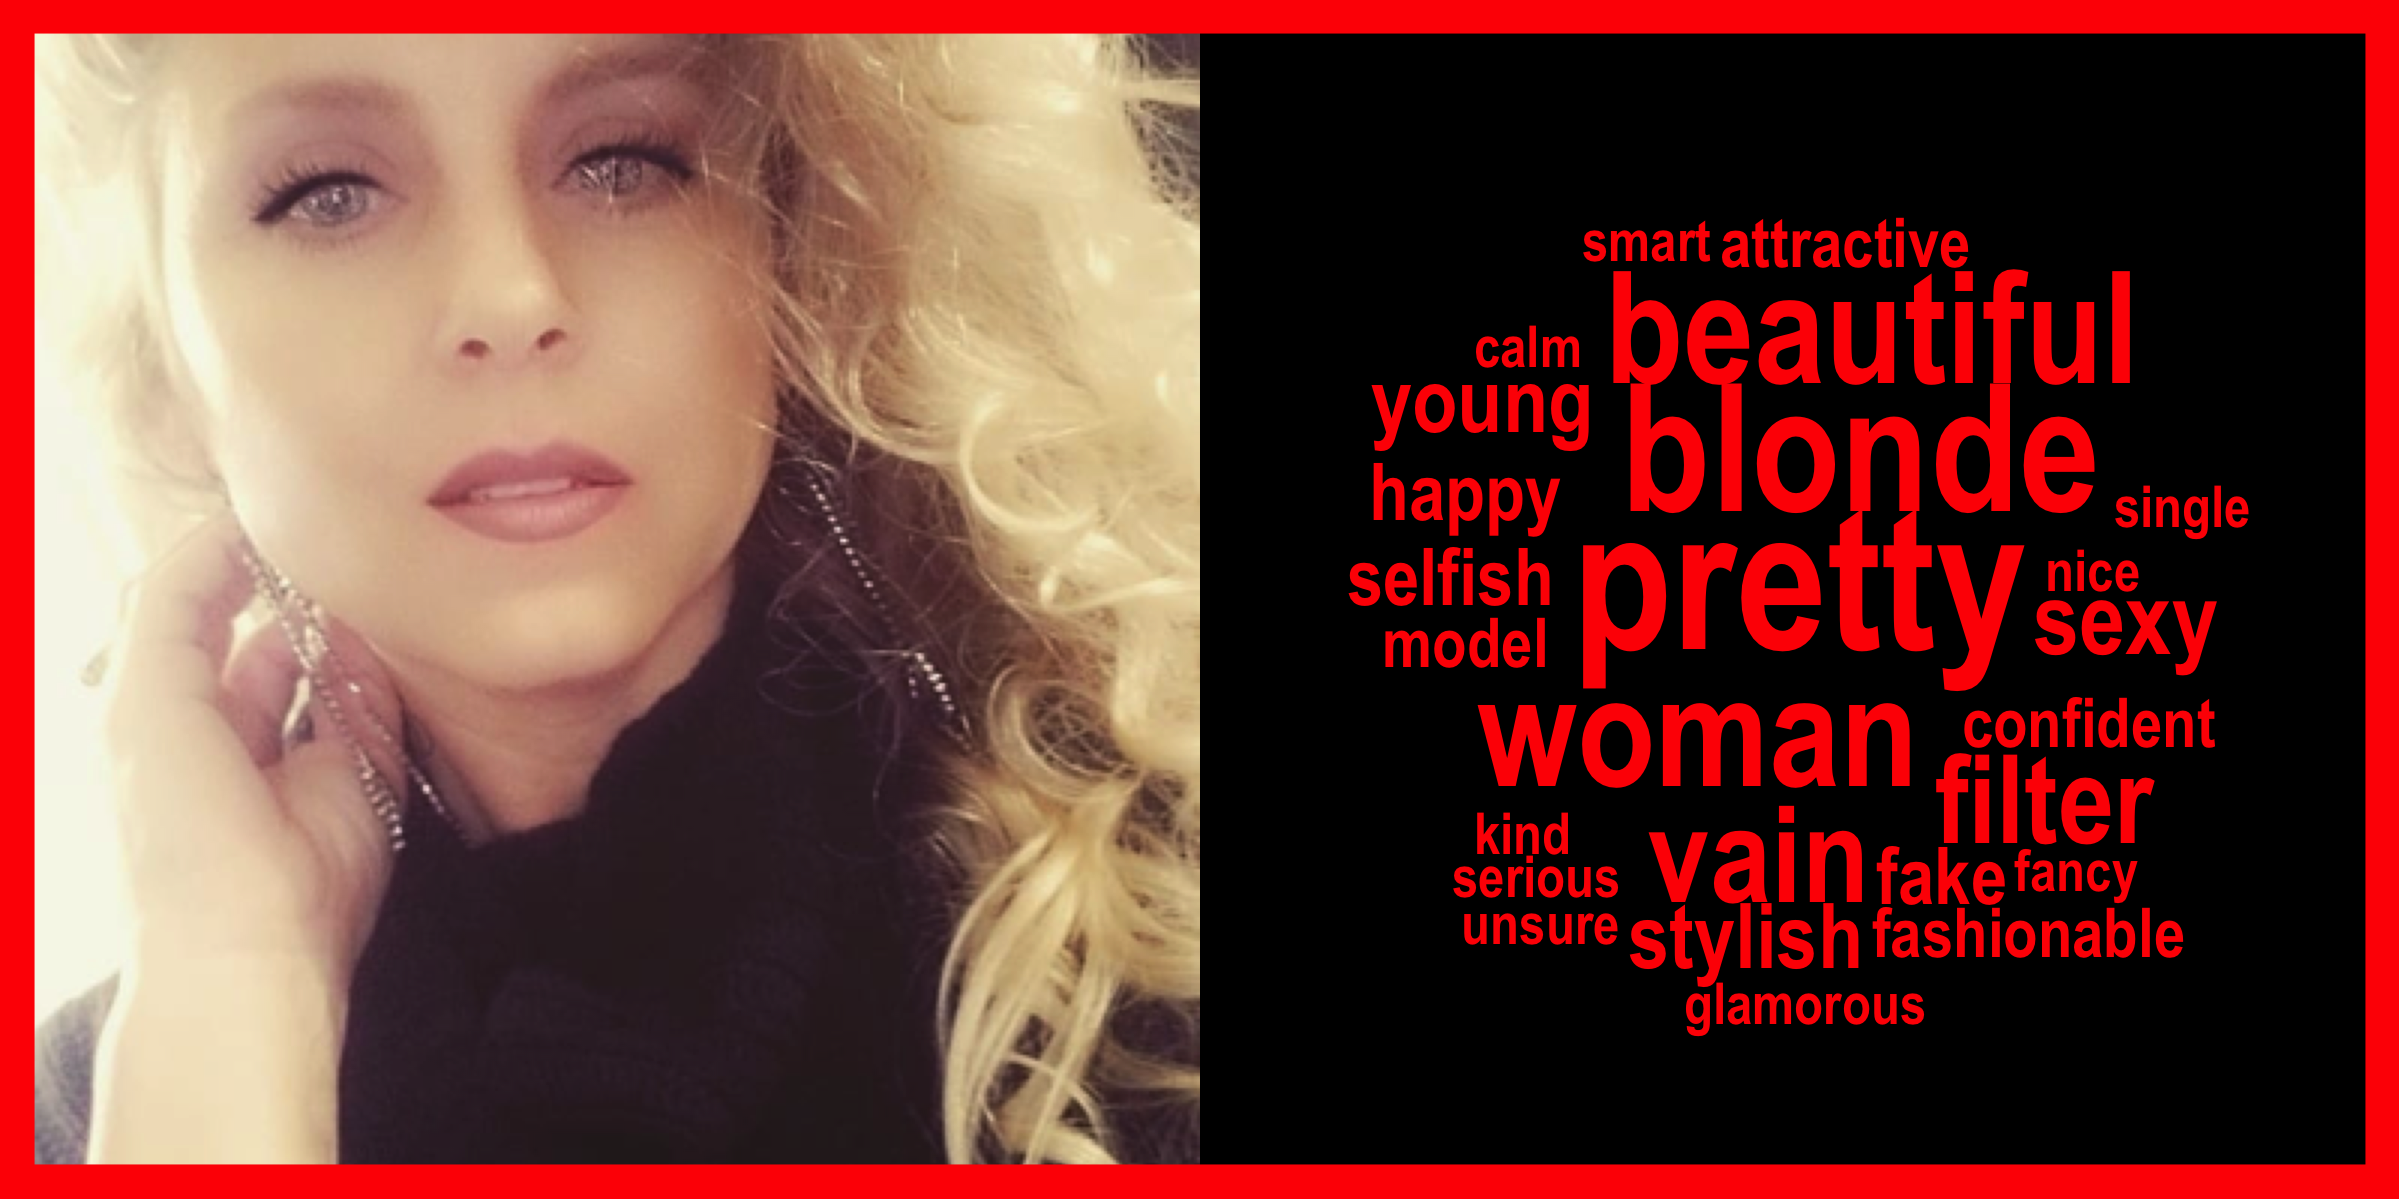 smart attractive
beautiful
calm
young
blonde
happy
single
pretty
selfish
nice
sexy
model
woman
confident
filter
kind
vain
serious
fake fancy
unsure
stylish fashionable
glamorous